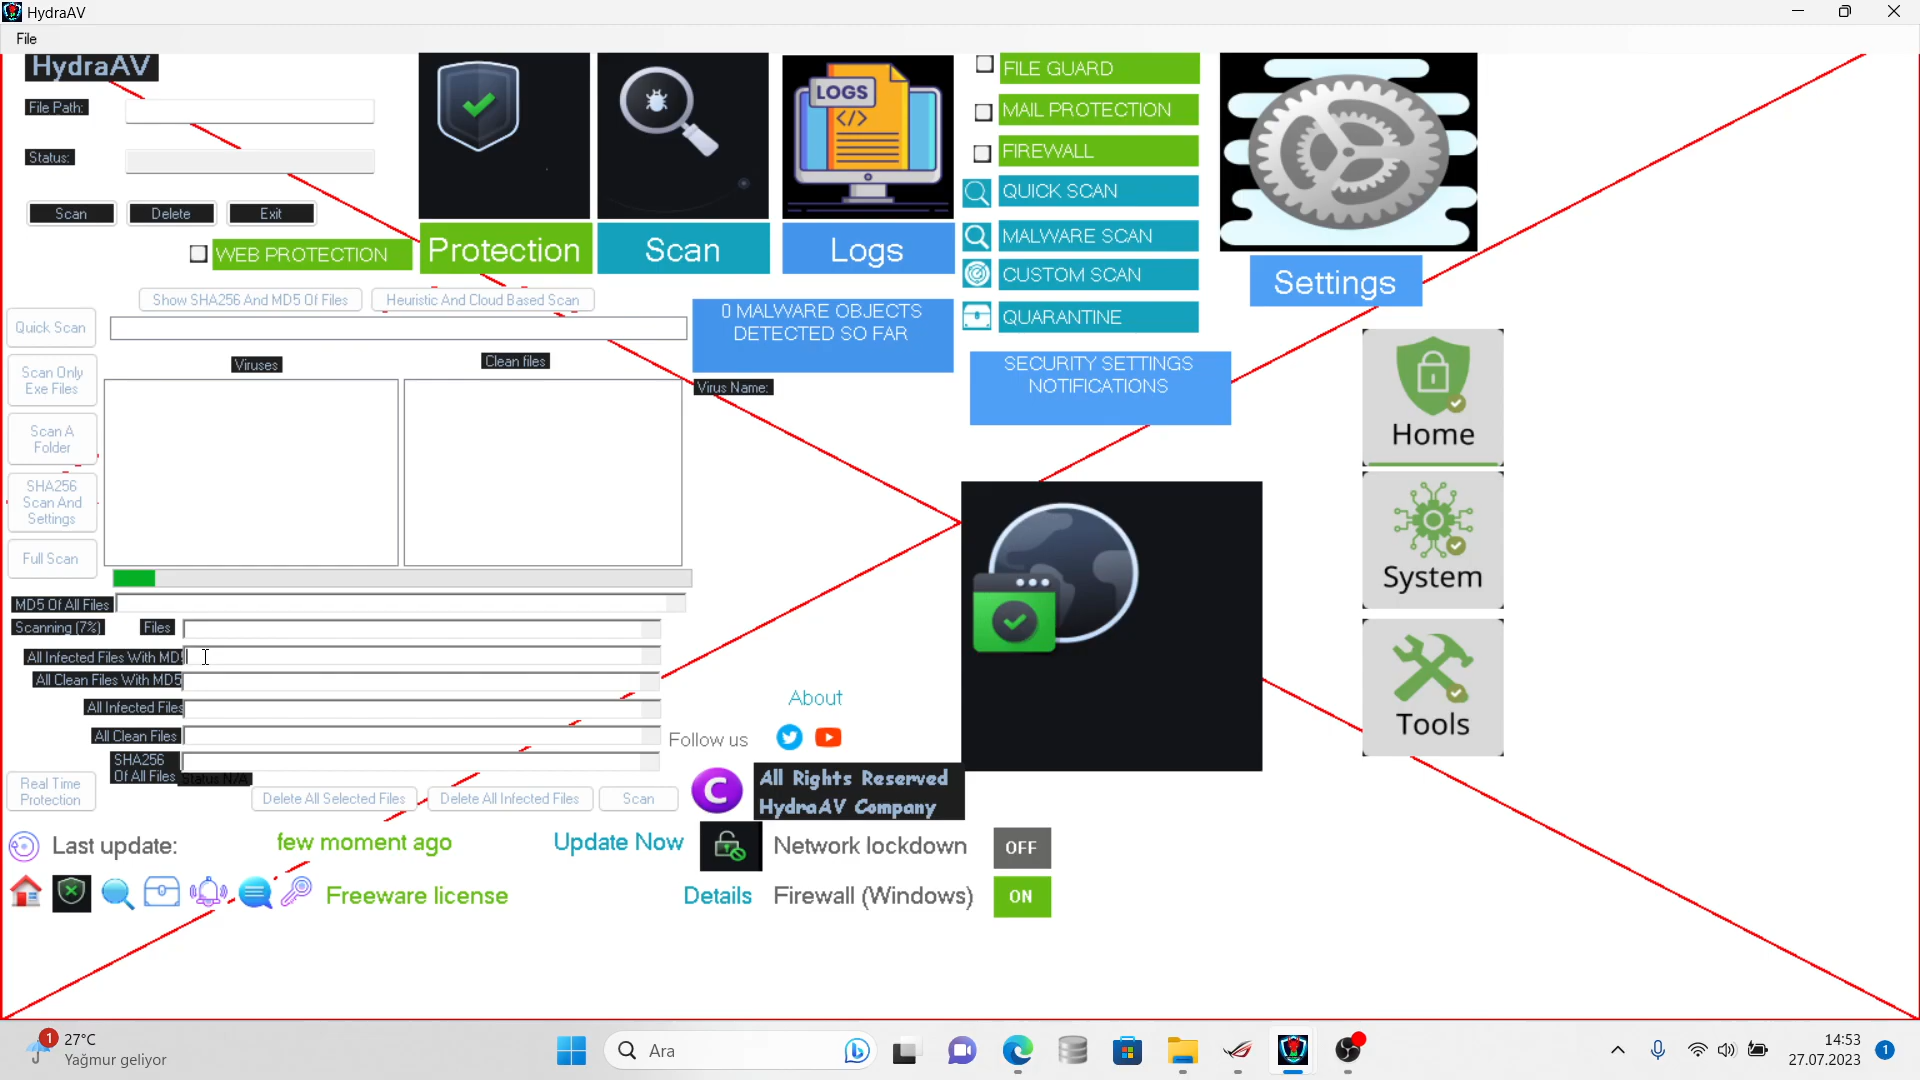 HydraAV
File
HydraAV
File Path:
Status:
Scan
Delete
Exit
WEB PROTECTION
Protection
Scan
LOGS
</>
Logs
FILE GUARD
MAIL PROTECTION
FIREWALL
QUICK SCAN
MALWARE SCAN
CUSTOM SCAN
QUARANTINE
Settings
Show SHA256 And MD5 Of Files
Heuristic And Cloud Based Scan
0 MALWARE OBJECTS
DETECTED SO FAR
SECURITY SETTINGS
NOTIFICATIONS
Quick Scan
Scan Only
Exe Files
Scan A
Folder
SHA256
Scan And
Settings
Full Scan
Viruses
Clean files
Virus Name:
Home
System
Tools
MD5 Of All Files
Scanning (7%)
Files
All Infected Files With MD5
All Clean Files With MD5
All Infected Files
All Clean Files
SHA256
Of All Files
Status N/A
Real Time
Protection
Delete All Selected Files
Delete All Infected Files
Scan
About
Follow us
C
All Rights Reserved
HydraAV Company
Last update:
few moment ago
Update Now
Network lockdown
OFF
Freeware license
Details
Firewall (Windows)
ON
1
27°C
Yağmur geliyor
Ara
14:53
27.07.2023
1